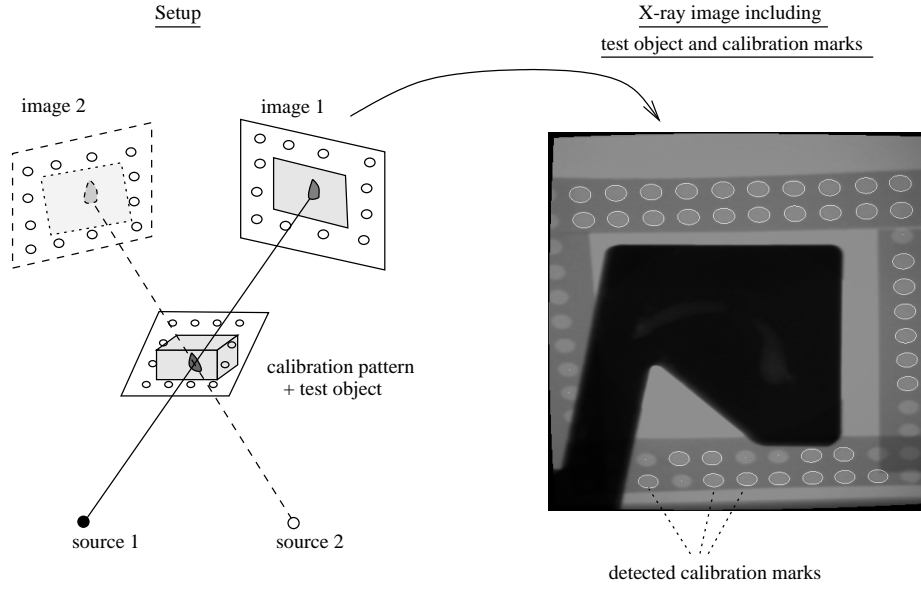 Setup
X-ray image including
test object and calibration marks
image 2
image 1
calibration pattern
+ test object
source 1
source 2
detected calibration marks